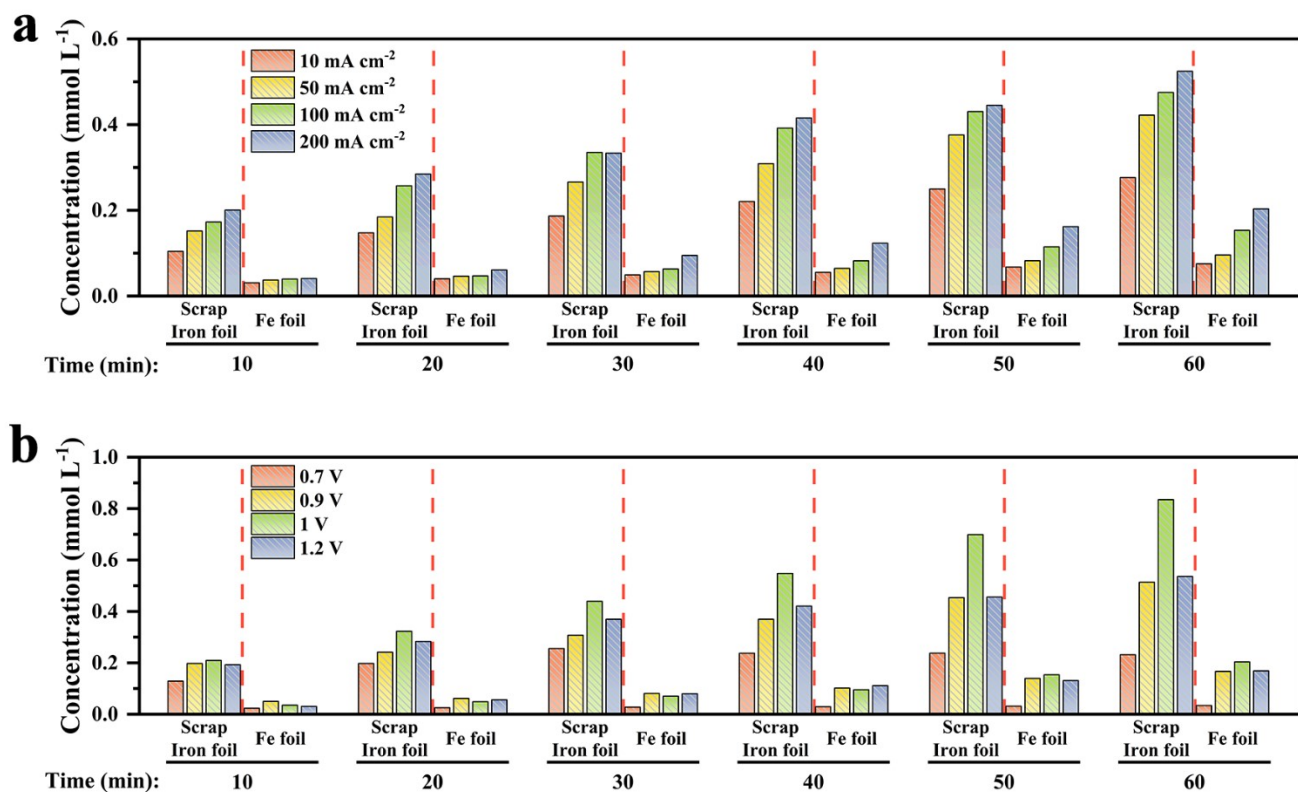 a
Concentration (mmol L⁻¹)
0.6
0.4
0.2
0.0
10 mA cm⁻²
50 mA cm⁻²
100 mA cm⁻²
200 mA cm⁻²
Scrap Iron foil Fe foil Scrap Iron foil Fe foil Scrap Iron foil Fe foil Scrap Iron foil Fe foil Scrap Iron foil Fe foil Scrap Iron foil Fe foil
Time (min): 10 20 30 40 50 60
b
Concentration (mmol L⁻¹)
1.0
0.8
0.6
0.4
0.2
0.0
0.7 V
0.9 V
1 V
1.2 V
Scrap Iron foil Fe foil Scrap Iron foil Fe foil Scrap Iron foil Fe foil Scrap Iron foil Fe foil Scrap Iron foil Fe foil Scrap Iron foil Fe foil
Time (min): 10 20 30 40 50 60